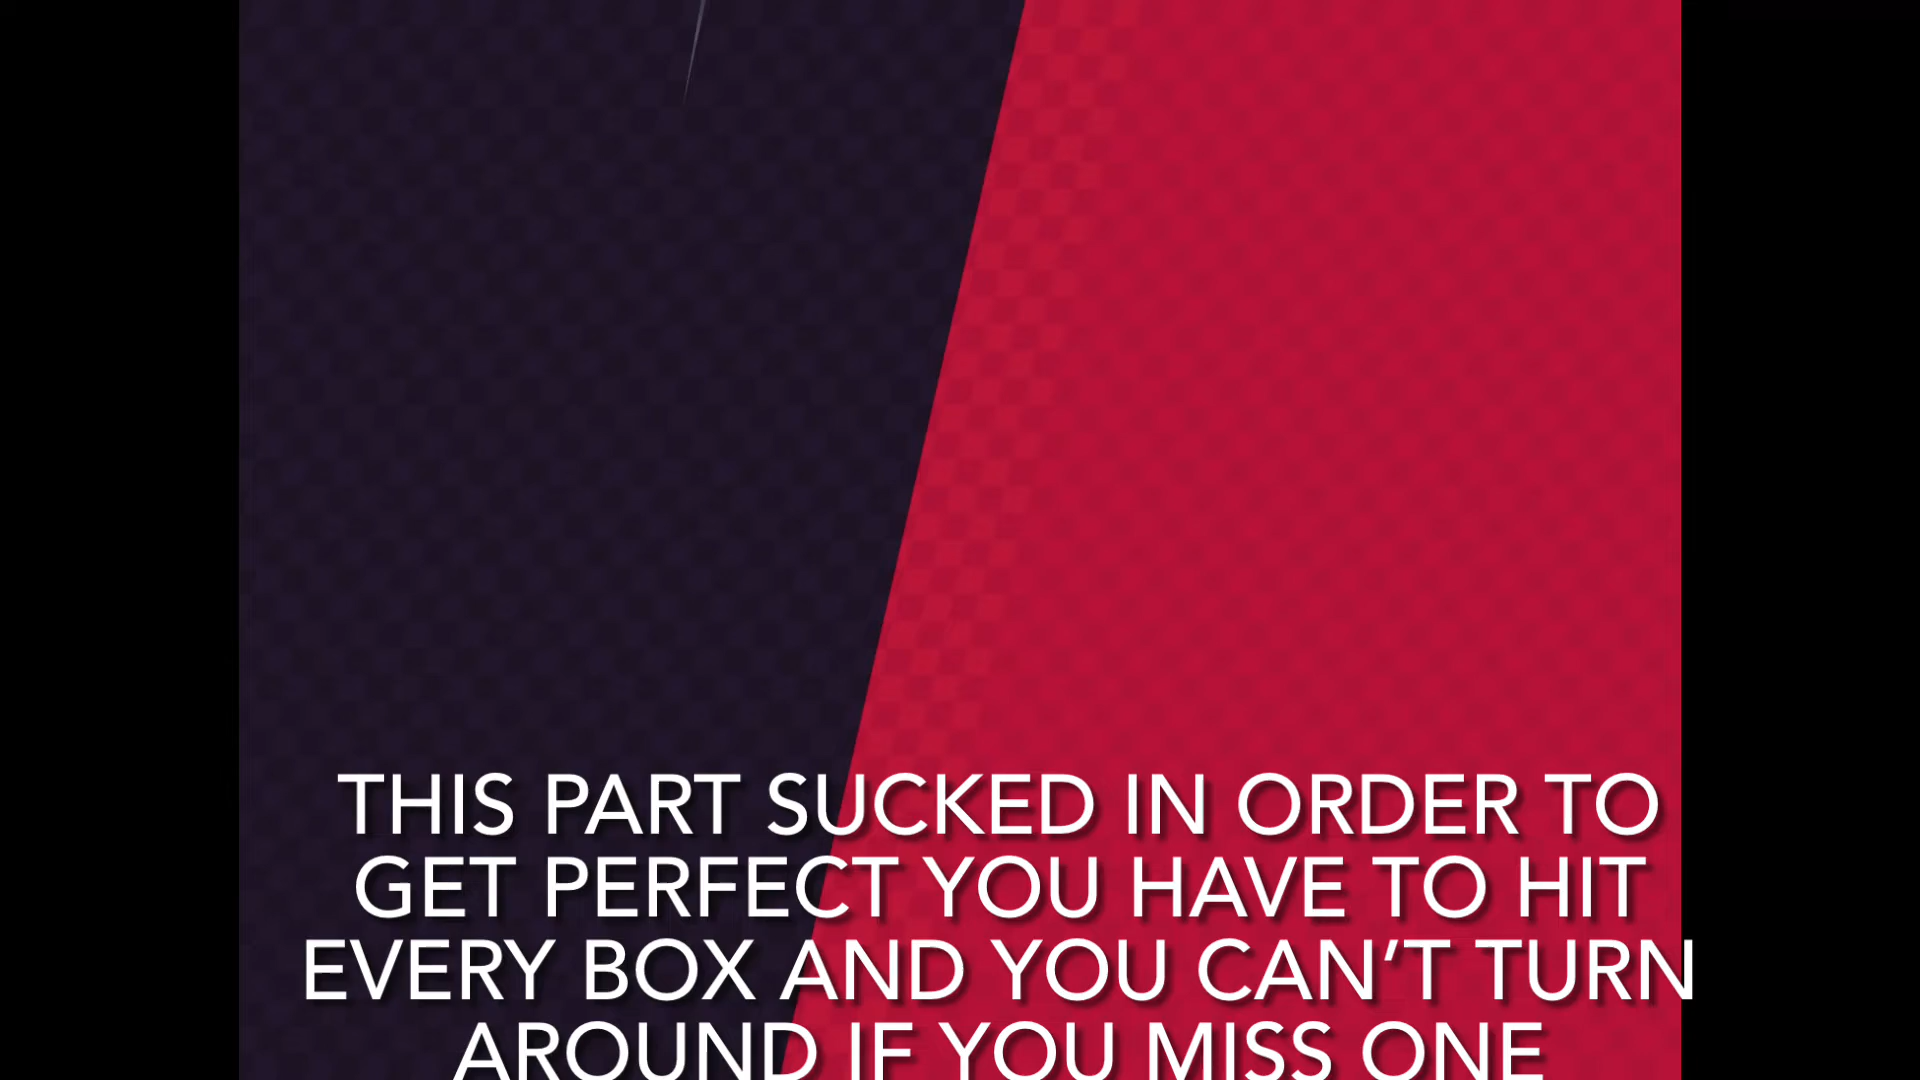 THIS PART SUCKED IN ORDER TO
GET PERFECT YOU HAVE TO HIT
EVERY BOX AND YOU CAN’T TURN
AROUND IF YOU MISS ONE